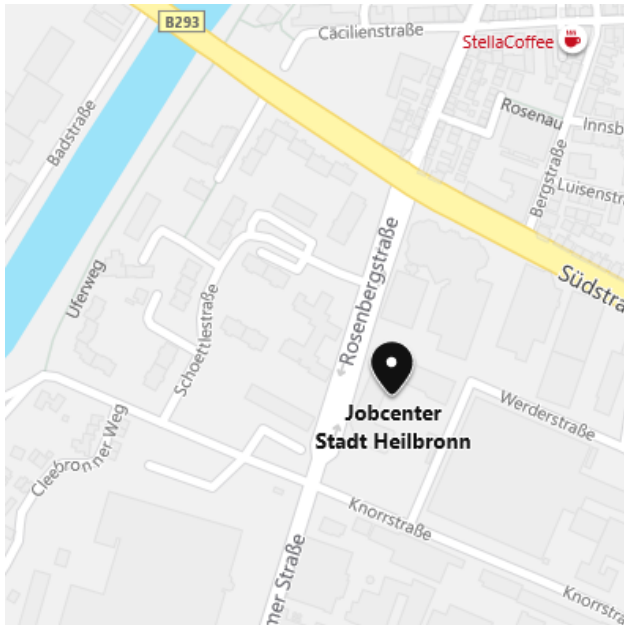 B293
Cäcilienstraße
StellaCoffee
Badstraße
Rosenau
Innsb
Bergstraße
Luisenstr
Südstra
Uferweg
Rosenbergstraße
Schoettlestraße
Jobcenter
Stadt Heilbronn
Werderstraße
Cleebronner Weg
Knorrstraße
Knorrstraße
mer Straße